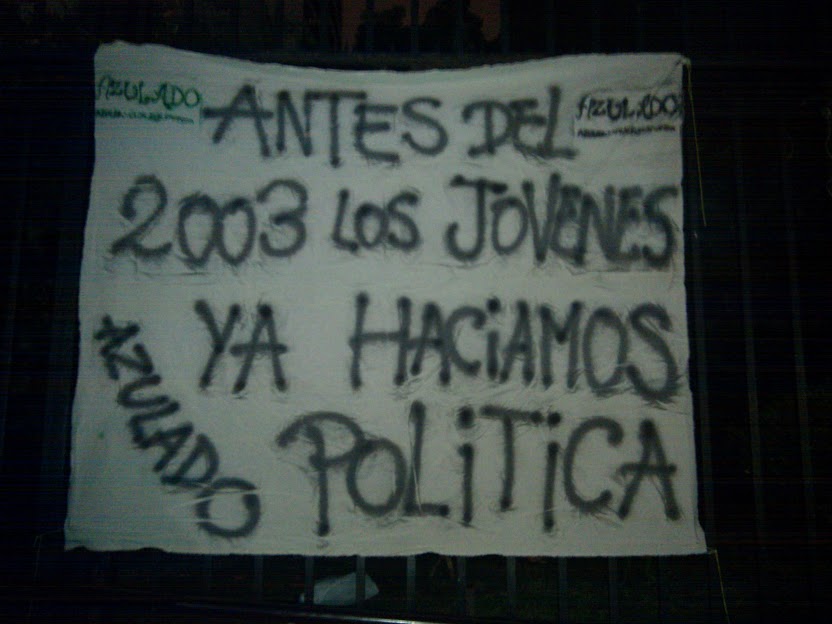 AZULADO
ANTES DEL
AZULADO
2003 LOS JOVENES
YA HACiAMOS
AZULADO
POLiTiCA